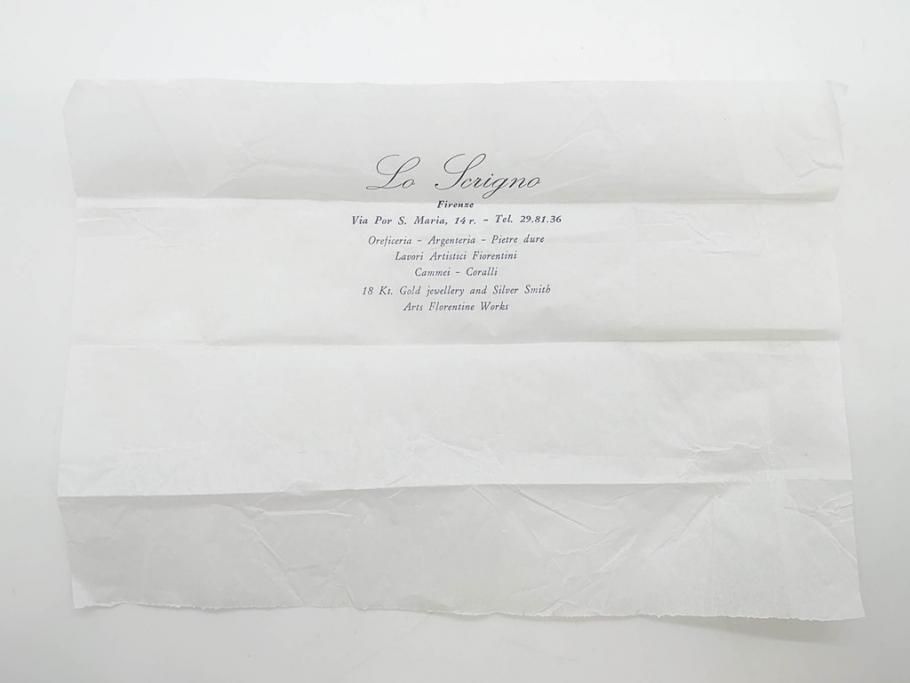 Lo Scrigno
Firenze
Via Por S. Maria, 14 r. - Tel. 29.81.36
Oreficeria - Argenteria - Pietre dure
Lavori Artistici Fiorentini
Cammei - Coralli
18 Kt. Gold jewellery and Silver Smith
Arts Florentine Works